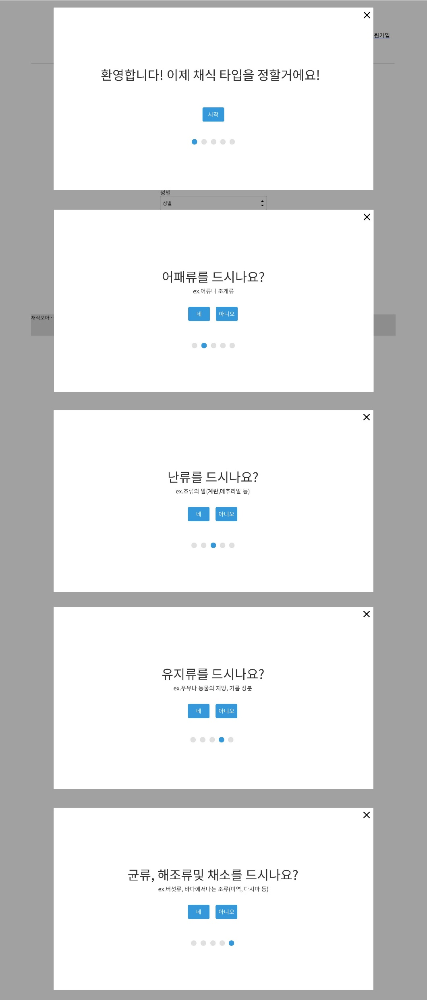 원가입
환영합니다! 이제 채식 타입을 정할거에요!
시작
성별
성별
어패류를 드시나요?
ex.어류나 조개류
네 아니오
채식모아 ~
난류를 드시나요?
ex.조류의 알(계란,메추리알 등)
네 아니오
유지류를 드시나요?
ex.우유나 동물의 지방, 기름 성분
네 아니오
균류, 해조류및 채소를 드시나요?
ex.버섯류, 바다에서나는 조류(미역, 다시마 등)
네 아니오